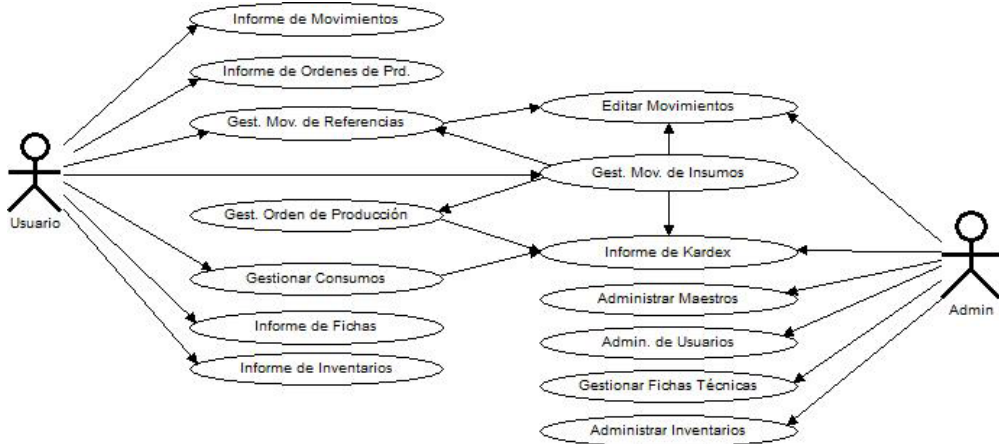 Informe de Movimientos
Informe de Ordenes de Prd.
Editar Movimientos
Gest. Mov. de Referencias
Gest. Mov. de Insumos
Usuario
Gest. Orden de Producción
Informe de Kardex
Gestionar Consumos
Administrar Maestros
Admin
Informe de Fichas
Admin. de Usuarios
Informe de Inventarios
Gestionar Fichas Técnicas
Administrar Inventarios